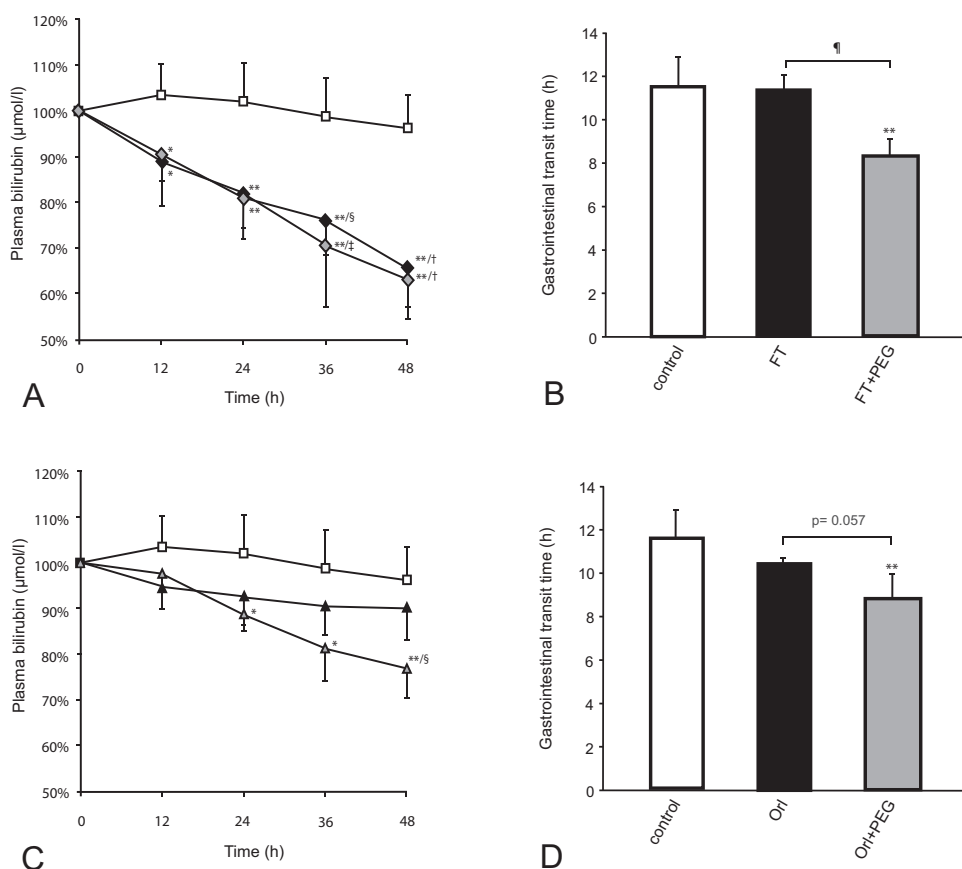 120%
110%
100%
90%
80%
70%
60%
50%
Plasma bilirubin (µmol/l)
*
*
**
**
**/§
**/‡
**/†
**/†
0 12 24 36 48
Time (h)
A
14
12
10
8
6
4
2
0
Gastrointestinal transit time (h)
¶
**
control
FT
FT+PEG
B
120%
110%
100%
90%
80%
70%
60%
50%
Plasma bilirubin (µmol/l)
*
*
**/§
0 12 24 36 48
Time (h)
C
14
12
10
8
6
4
2
0
Gastrointestinal transit time (h)
p= 0.057
**
control
Orl
Orl+PEG
D